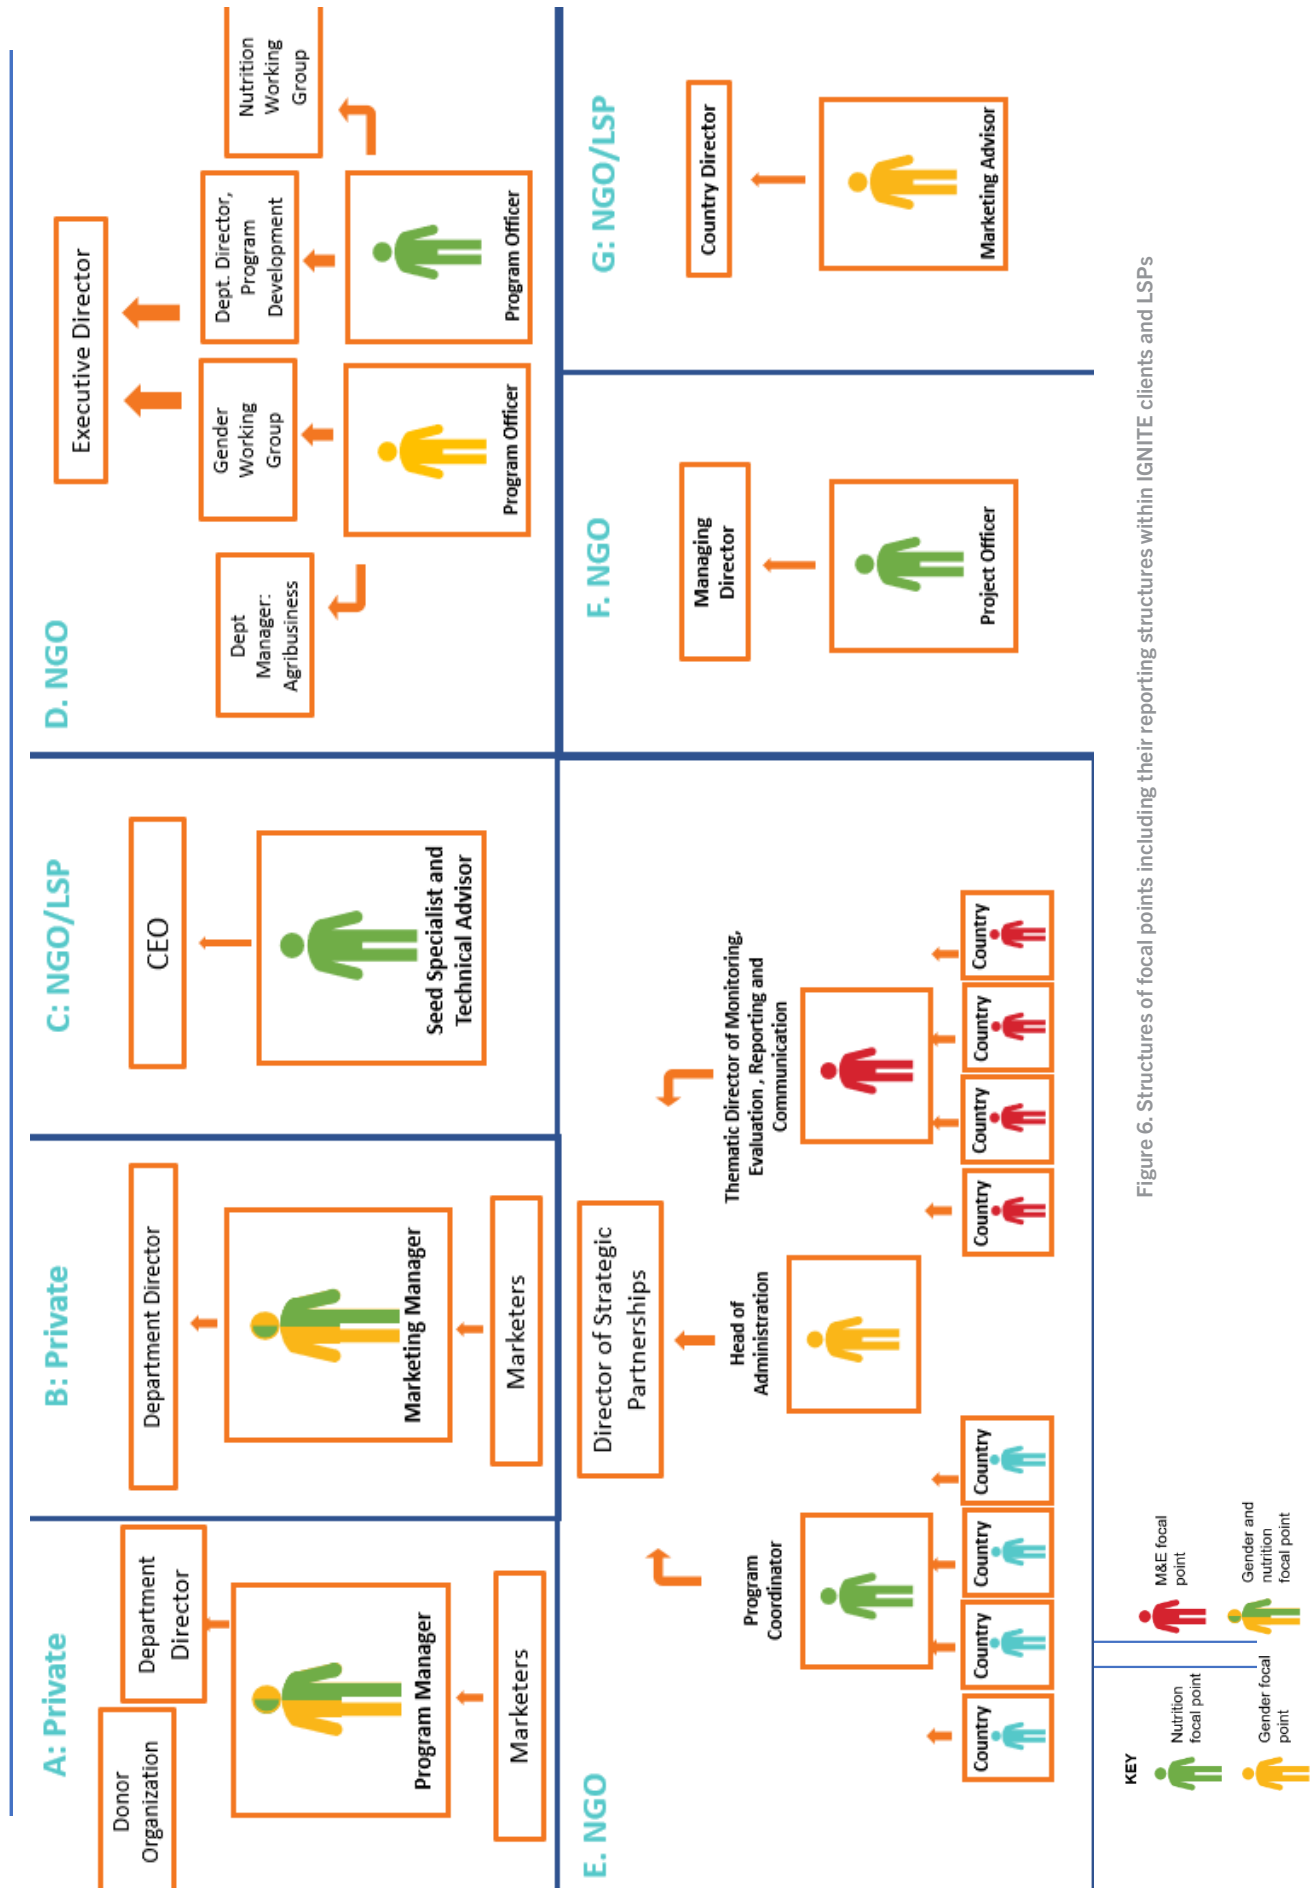 A: Private
Donor
Organization
Department
Director
Program Manager
Marketers
B: Private
Department Director
Marketing Manager
Marketers
C: NGO/LSP
CEO
Seed Specialist and
Technical Advisor
D. NGO
Executive Director
Dept
Manager:
Agribusiness
Gender
Working
Group
Dept. Director,
Program
Development
Nutrition
Working
Group
Program Officer
Program Officer
E. NGO
Director of Strategic
Partnerships
Program
Coordinator
Head of
Administration
Thematic Director of Monitoring,
Evaluation , Reporting and
Communication
Country
Country
Country
Country
Country
Country
Country
Country
F. NGO
Managing
Director
Project Officer
G: NGO/LSP
Country Director
Marketing Advisor
KEY
Nutrition
focal point
M&E focal
point
Gender focal
point
Gender and
nutrition
focal point
Figure 6. Structures of focal points including their reporting structures within IGNITE clients and LSPs